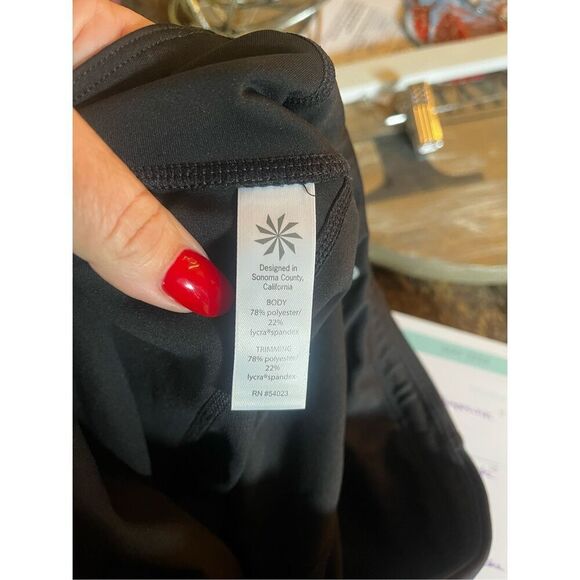 Designed in
Sonoma County,
California
BODY
78% polyester/
22%
lycra®spandex
TRIMMING
78% polyester/
22%
lycra®spandex
RN #54023